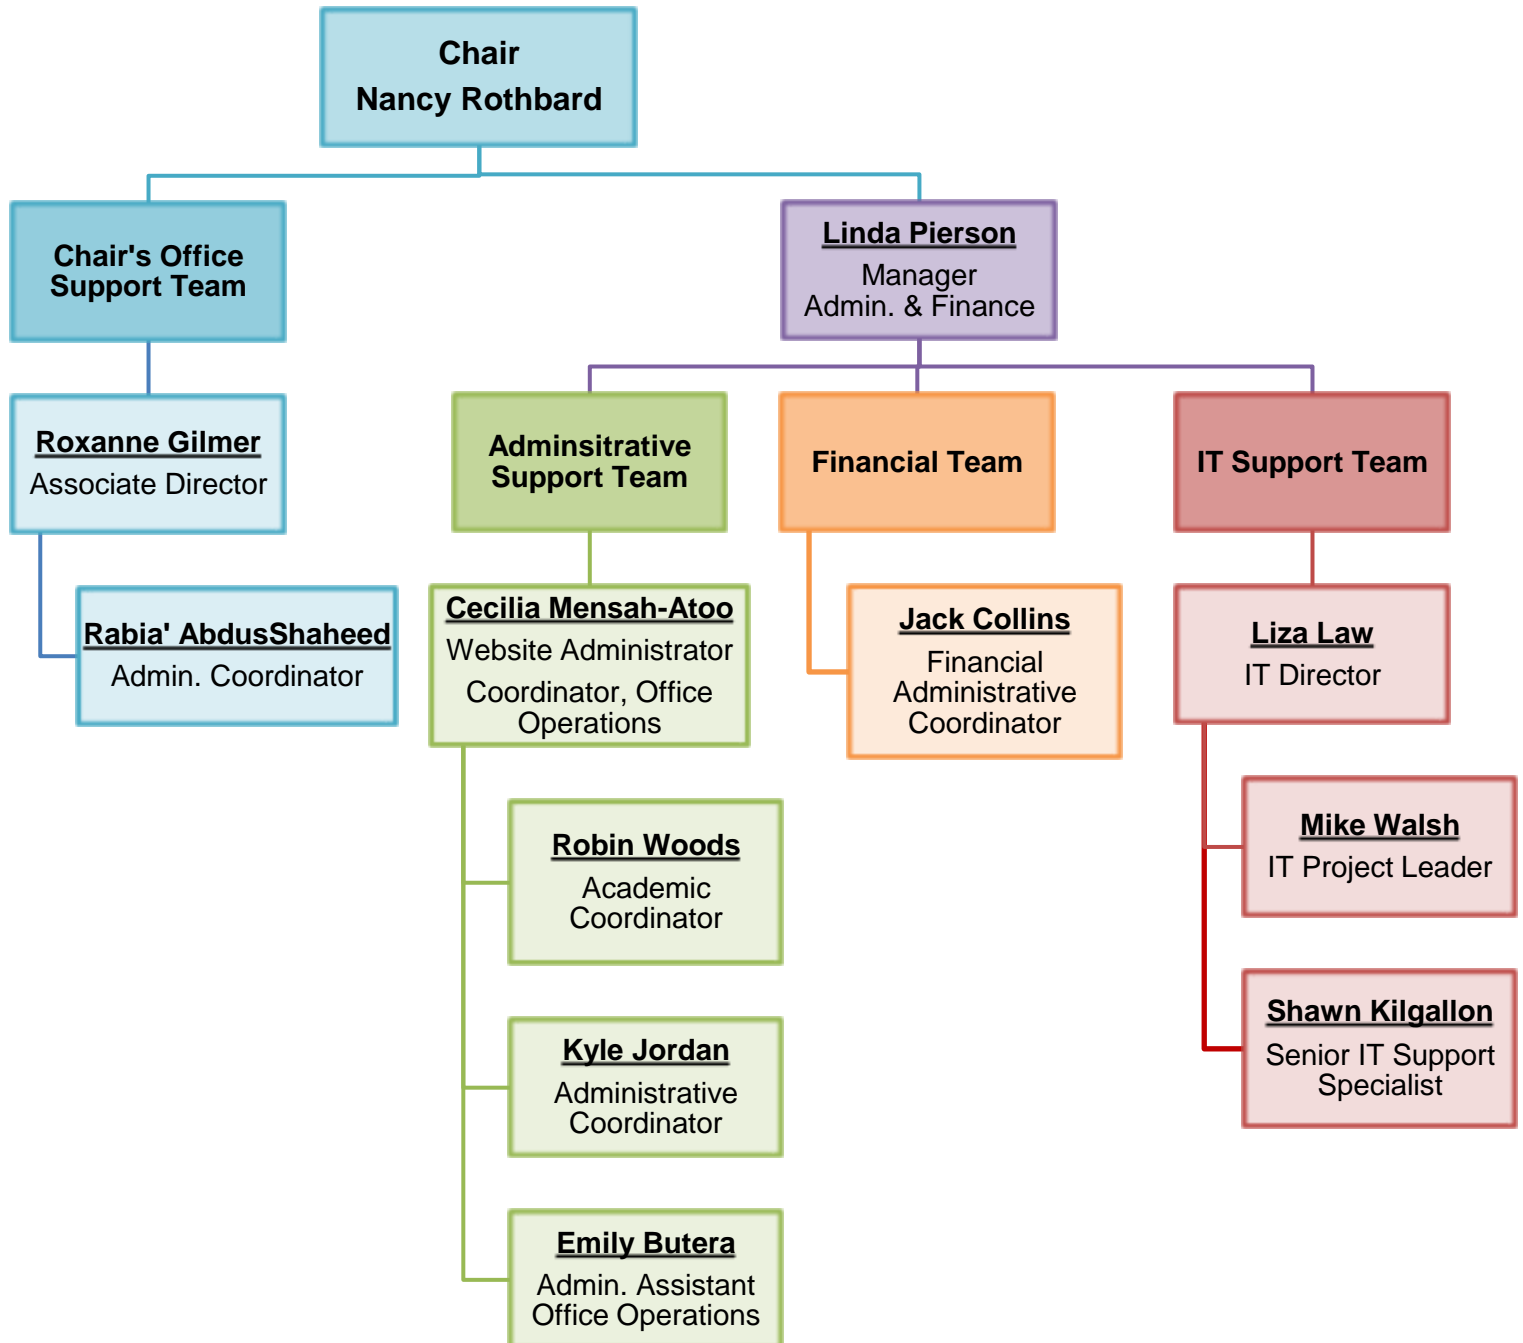 Chair
Nancy Rothbard
Chair's Office
Support Team
Linda Pierson
Manager
Admin. & Finance
Roxanne Gilmer
Associate Director
Adminsitrative
Support Team
Financial Team
IT Support Team
Rabia' AbdusShaheed
Admin. Coordinator
Cecilia Mensah-Atoo
Website Administrator
Coordinator, Office
Operations
Jack Collins
Financial
Administrative
Coordinator
Liza Law
IT Director
Robin Woods
Academic
Coordinator
Mike Walsh
IT Project Leader
Kyle Jordan
Administrative
Coordinator
Shawn Kilgallon
Senior IT Support
Specialist
Emily Butera
Admin. Assistant
Office Operations